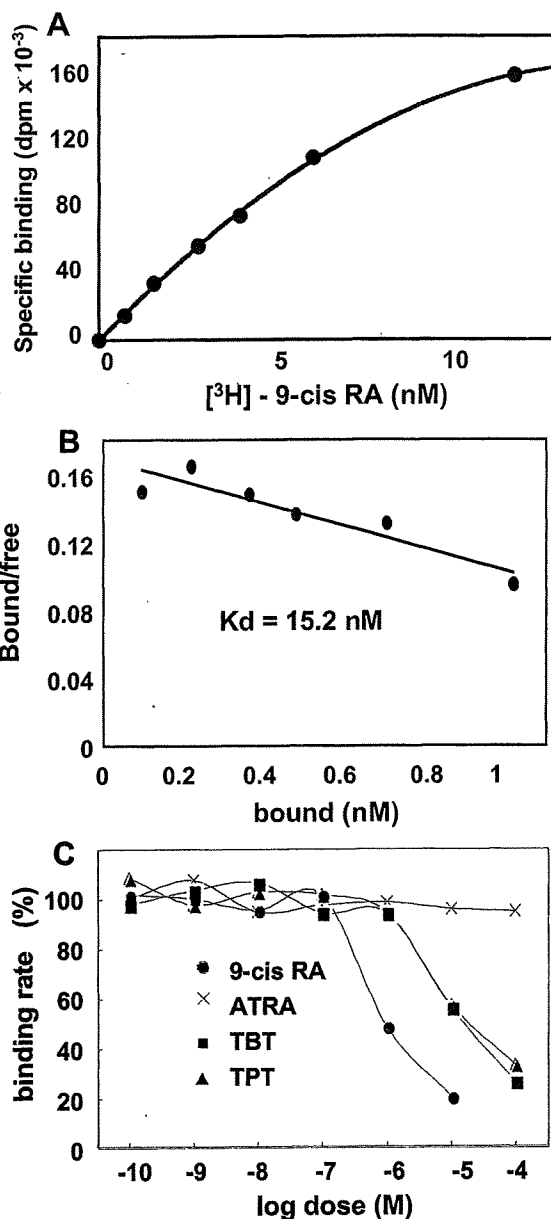 A
Specific binding (dpm x 10-3)
160
120
80
40
0
0 5 10
[3H] - 9-cis RA (nM)
B
Bound/free
0.16
0.12
0.08
0.04
0
Kd = 15.2 nM
0 0.2 0.4 0.6 0.8 1
bound (nM)
C
binding rate (%)
100
80
60
40
20
0
9-cis RA
ATRA
TBT
TPT
-10 -9 -8 -7 -6 -5 -4
log dose (M)